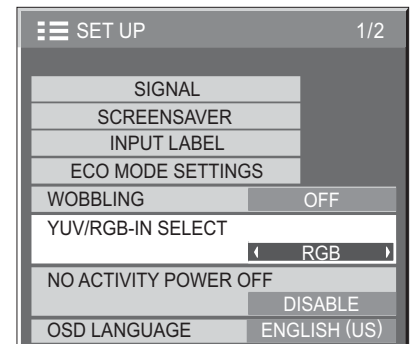 SET UP 1/2
SIGNAL
SCREENSAVER
INPUT LABEL
ECO MODE SETTINGS
WOBBLING OFF
YUV/RGB-IN SELECT
RGB
NO ACTIVITY POWER OFF
DISABLE
OSD LANGUAGE ENGLISH (US)